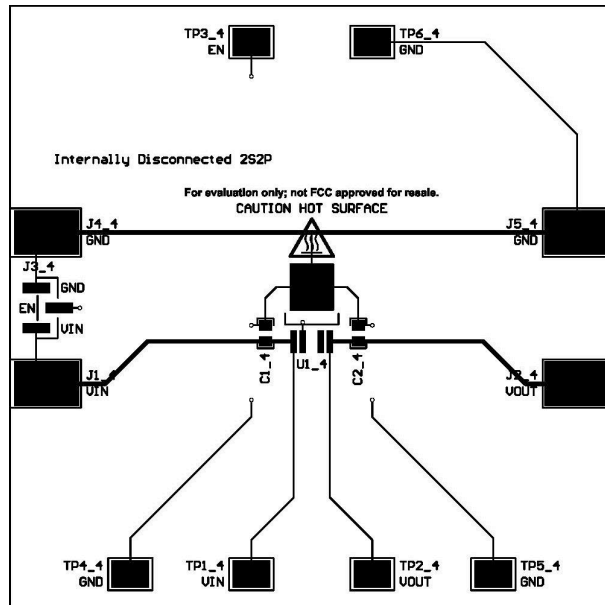 TP3_4
EN
TP6_4
GND
Internally Disconnected 2S2P
For evaluation only; not FCC approved for resale.
CAUTION HOT SURFACE
J4_4
GND
J5_4
GND
J3_4
GND
EN
VIN
J1_4
VIN
C1_4
U1_4
C2_4
J2_4
VOUT
TP4_4
GND
TP1_4
VIN
TP2_4
VOUT
TP5_4
GND